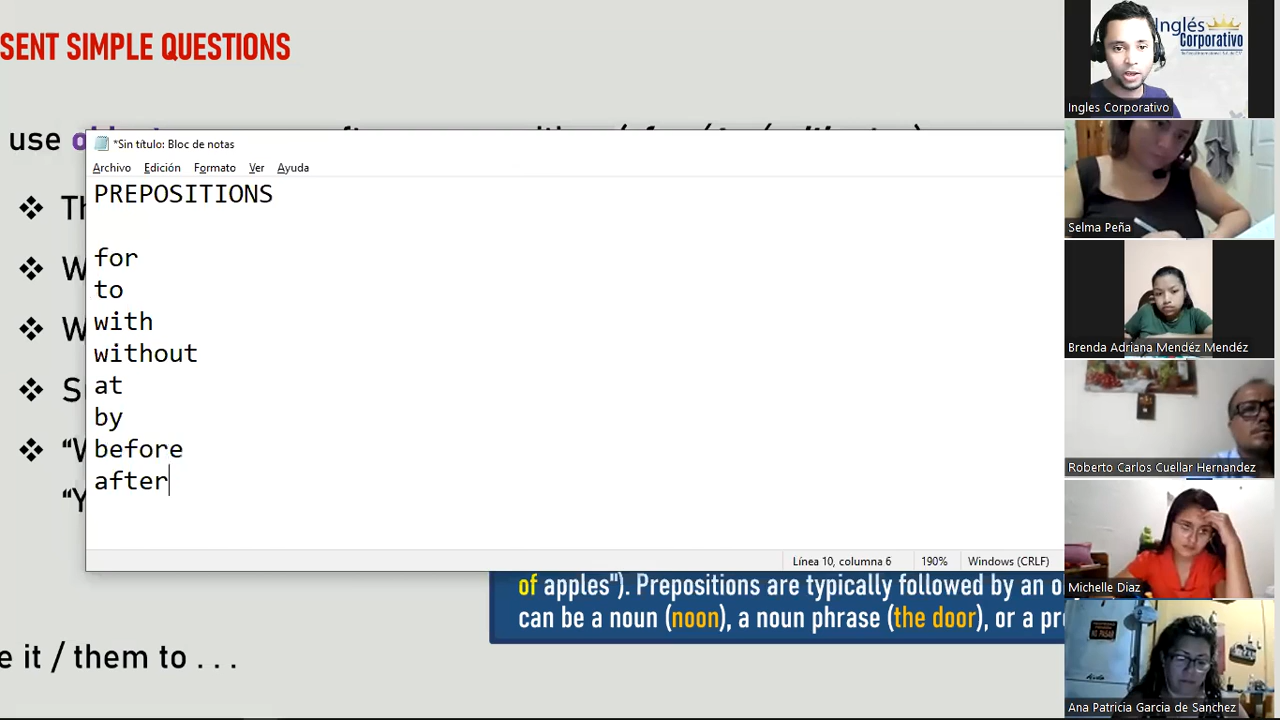 SENT SIMPLE QUESTIONS
use
*Sin título: Bloc de notas
Archivo Edición Formato Ver Ayuda
PREPOSITIONS
for
to
with
without
at
by
before
after
Línea 10, columna 6 190% Windows (CRLF)
of apples"). Prepositions are typically followed by an
can be a noun (noon), a noun phrase (the door), or a
e it / them to . . .
Inglés
Corporativo
Ingles Corporativo
Selma Peña
Brenda Adriana Mendéz Mendéz
Roberto Carlos Cuellar Hernandez
Michelle Diaz
Ana Patricia Garcia de Sanchez